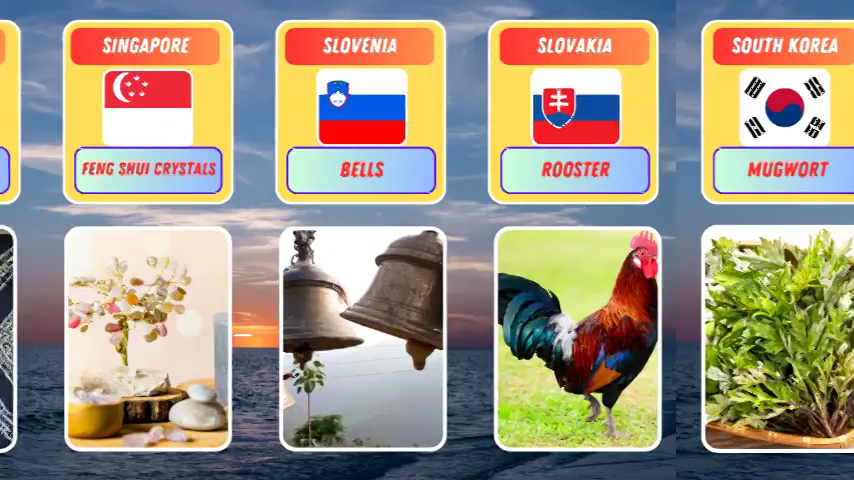 SINGAPORE
FENG SHUI CRYSTALS
SLOVENIA
BELLS
SLOVAKIA
ROOSTER
SOUTH KOREA
MUGWORT